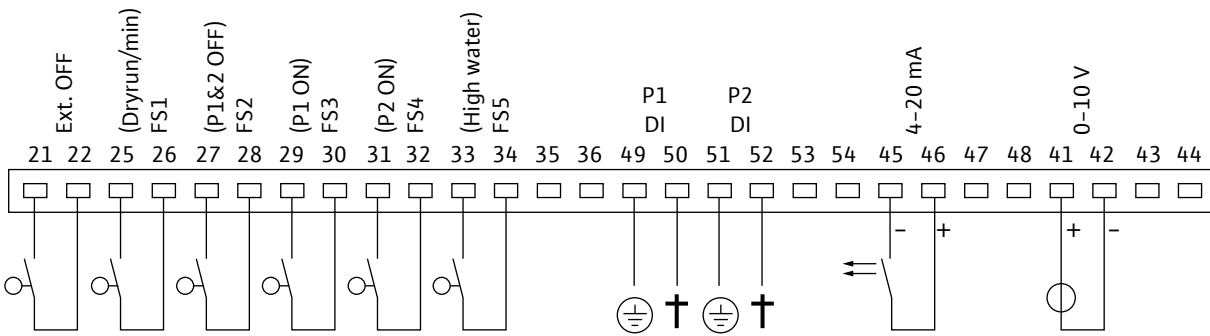 Ext. OFF
(Dryrun/min)
FS1
(P1&2 OFF)
FS2
(P1 ON)
FS3
(P2 ON)
FS4
(High water)
FS5
P1
DI
P2
DI
4–20 mA
0–10 V
21 22 25 26 27 28 29 30 31 32 33 34 35 36 49 50 51 52 53 54 45 46 47 48 41 42 43 44
– + + –